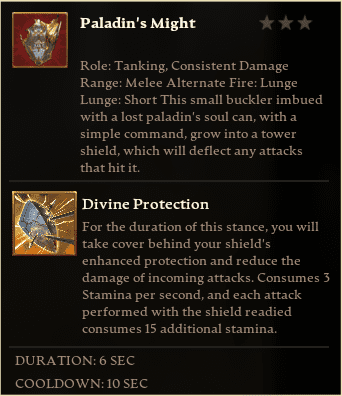 Paladin's Might
Role: Tanking, Consistent Damage
Range: Melee Alternate Fire: Lunge
Lunge: Short This small buckler imbued
with a lost paladin's soul can, with a
simple command, grow into a tower
shield, which will deflect any attacks
that hit it.
Divine Protection
For the duration of this stance, you will
take cover behind your shield's
enhanced protection and reduce the
damage of incoming attacks. Consumes 3
Stamina per second, and each attack
performed with the shield readied
consumes 15 additional stamina.
DURATION: 6 SEC
COOLDOWN: 10 SEC